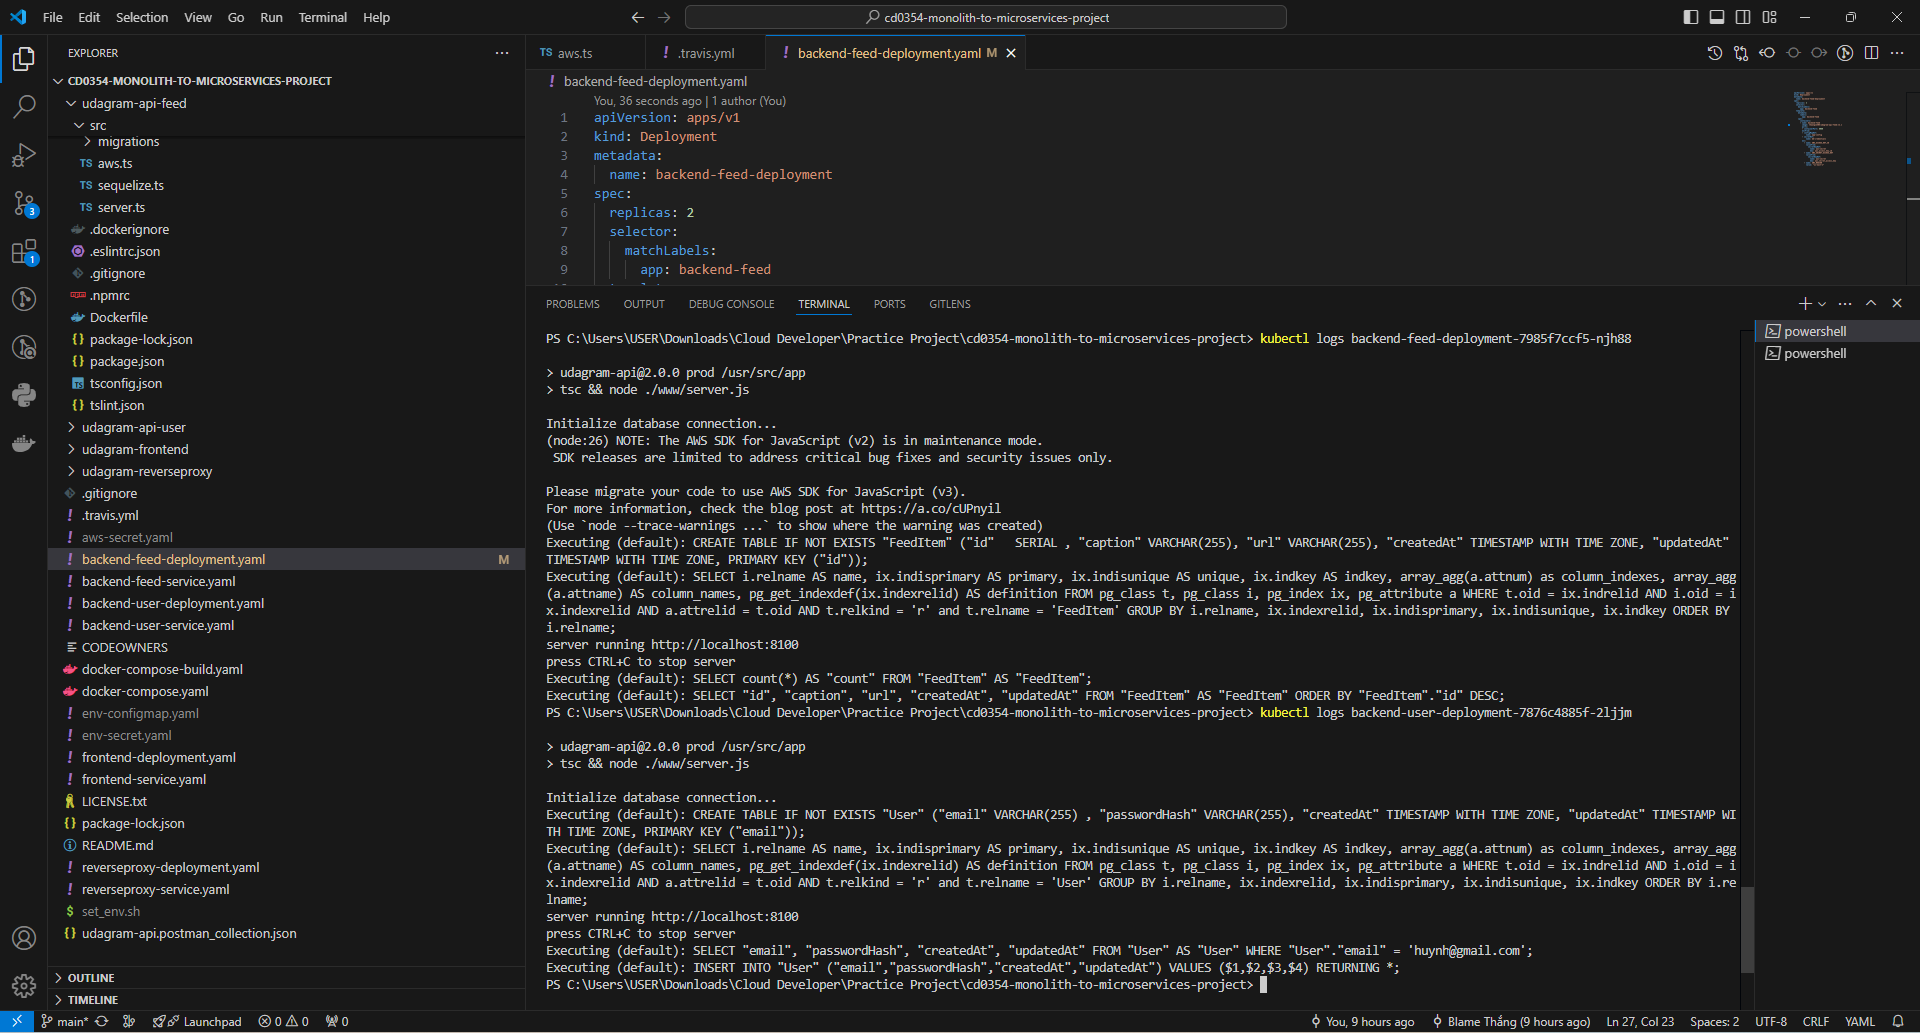 File Edit Selection View Go Run Terminal Help
cd0354-monolith-to-microservices-project
EXPLORER
CD0354-MONOLITH-TO-MICROSERVICES-PROJECT
udagram-api-feed
src
migrations
TS aws.ts
TS sequelize.ts
TS server.ts
.dockerignore
.eslintrc.json
.gitignore
.npmrc
Dockerfile
{} package-lock.json
{} package.json
TS tsconfig.json
{} tslint.json
udagram-api-user
udagram-frontend
udagram-reverseproxy
.gitignore
! .travis.yml
! aws-secret.yaml
! backend-feed-deployment.yaml M
! backend-feed-service.yaml
! backend-user-deployment.yaml
! backend-user-service.yaml
CODEOWNERS
docker-compose-build.yaml
docker-compose.yaml
! env-configmap.yaml
! env-secret.yaml
! frontend-deployment.yaml
! frontend-service.yaml
LICENSE.txt
{} package-lock.json
README.md
! reverseproxy-deployment.yaml
! reverseproxy-service.yaml
$ set_env.sh
{} udagram-api.postman_collection.json
OUTLINE
TIMELINE
3
1
TS aws.ts ! .travis.yml ! backend-feed-deployment.yaml M
! backend-feed-deployment.yaml
You, 36 seconds ago | 1 author (You)
1 apiVersion: apps/v1
2 kind: Deployment
3 metadata:
4 name: backend-feed-deployment
5 spec:
6 replicas: 2
7 selector:
8 matchLabels:
9 app: backend-feed
PROBLEMS OUTPUT DEBUG CONSOLE TERMINAL PORTS GITLENS
powershell
powershell
PS C:\Users\USER\Downloads\Cloud Developer\Practice Project\cd0354-monolith-to-microservices-project> kubectl logs backend-feed-deployment-7985f7ccf5-njh88
> udagram-api@2.0.0 prod /usr/src/app
> tsc && node ./www/server.js
Initialize database connection...
(node:26) NOTE: The AWS SDK for JavaScript (v2) is in maintenance mode.
SDK releases are limited to address critical bug fixes and security issues only.
Please migrate your code to use AWS SDK for JavaScript (v3).
For more information, check the blog post at https://a.co/cUPnyil
(Use `node --trace-warnings ...` to show where the warning was created)
Executing (default): CREATE TABLE IF NOT EXISTS "FeedItem" ("id"   SERIAL , "caption" VARCHAR(255), "url" VARCHAR(255), "createdAt" TIMESTAMP WITH TIME ZONE, "updatedAt"
TIMESTAMP WITH TIME ZONE, PRIMARY KEY ("id"));
Executing (default): SELECT i.relname AS name, ix.indisprimary AS primary, ix.indisunique AS unique, ix.indkey AS indkey, array_agg(a.attnum) as column_indexes, array_agg
(a.attname) AS column_names, pg_get_indexdef(ix.indexrelid) AS definition FROM pg_class t, pg_class i, pg_index ix, pg_attribute a WHERE t.oid = ix.indrelid AND i.oid = i
x.indexrelid AND a.attrelid = t.oid AND t.relkind = 'r' and t.relname = 'FeedItem' GROUP BY i.relname, ix.indexrelid, ix.indisprimary, ix.indisunique, ix.indkey ORDER BY
i.relname;
server running http://localhost:8100
press CTRL+C to stop server
Executing (default): SELECT count(*) AS "count" FROM "FeedItem" AS "FeedItem";
Executing (default): SELECT "id", "caption", "url", "createdAt", "updatedAt" FROM "FeedItem" AS "FeedItem" ORDER BY "FeedItem"."id" DESC;
PS C:\Users\USER\Downloads\Cloud Developer\Practice Project\cd0354-monolith-to-microservices-project> kubectl logs backend-user-deployment-7876c4885f-2ljjm
> udagram-api@2.0.0 prod /usr/src/app
> tsc && node ./www/server.js
Initialize database connection...
Executing (default): CREATE TABLE IF NOT EXISTS "User" ("email" VARCHAR(255) , "passwordHash" VARCHAR(255), "createdAt" TIMESTAMP WITH TIME ZONE, "updatedAt" TIMESTAMP WI
TH TIME ZONE, PRIMARY KEY ("email"));
Executing (default): SELECT i.relname AS name, ix.indisprimary AS primary, ix.indisunique AS unique, ix.indkey AS indkey, array_agg(a.attnum) as column_indexes, array_agg
(a.attname) AS column_names, pg_get_indexdef(ix.indexrelid) AS definition FROM pg_class t, pg_class i, pg_index ix, pg_attribute a WHERE t.oid = ix.indrelid AND i.oid = i
x.indexrelid AND a.attrelid = t.oid AND t.relkind = 'r' and t.relname = 'User' GROUP BY i.relname, ix.indexrelid, ix.indisprimary, ix.indisunique, ix.indkey ORDER BY i.re
lname;
server running http://localhost:8100
press CTRL+C to stop server
Executing (default): SELECT "email", "passwordHash", "createdAt", "updatedAt" FROM "User" AS "User" WHERE "User"."email" = 'huynh@gmail.com';
Executing (default): INSERT INTO "User" ("email","passwordHash","createdAt","updatedAt") VALUES ($1,$2,$3,$4) RETURNING *;
PS C:\Users\USER\Downloads\Cloud Developer\Practice Project\cd0354-monolith-to-microservices-project>
main* Launchpad 0 0 0 You, 9 hours ago Blame Thắng (9 hours ago) Ln 27, Col 23 Spaces: 2 UTF-8 CRLF YAML